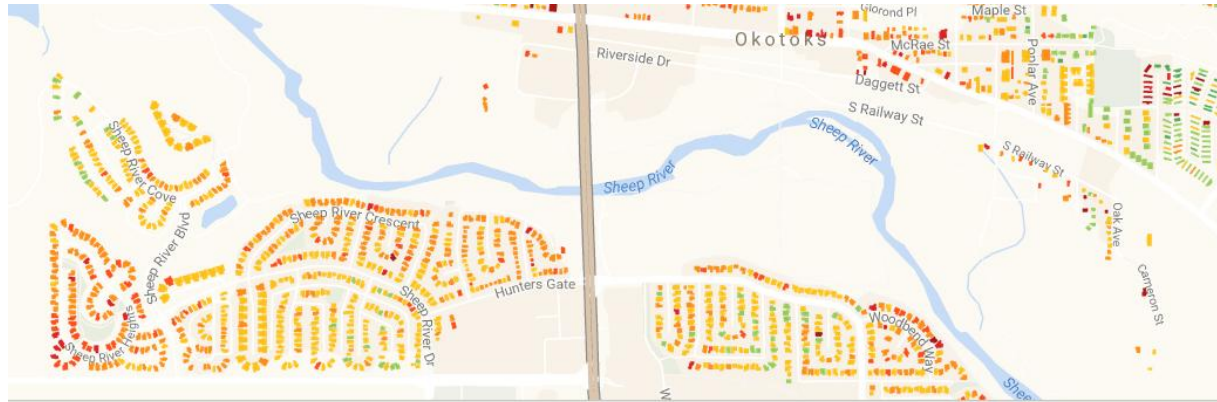 Glorond Pl
Maple St
Okotoks
McRae St
Riverside Dr
Poplar Ave
Daggett St
S Railway St
Sheep River
S Railway St
Sheep River
Sheep River Cove
Oak Ave
Sheep River Crescent
Sheep River Blvd
Cameron St
Hunters Gate
Sheep River Dr
Woodbend Way
Sheep River Heights
W
Shee